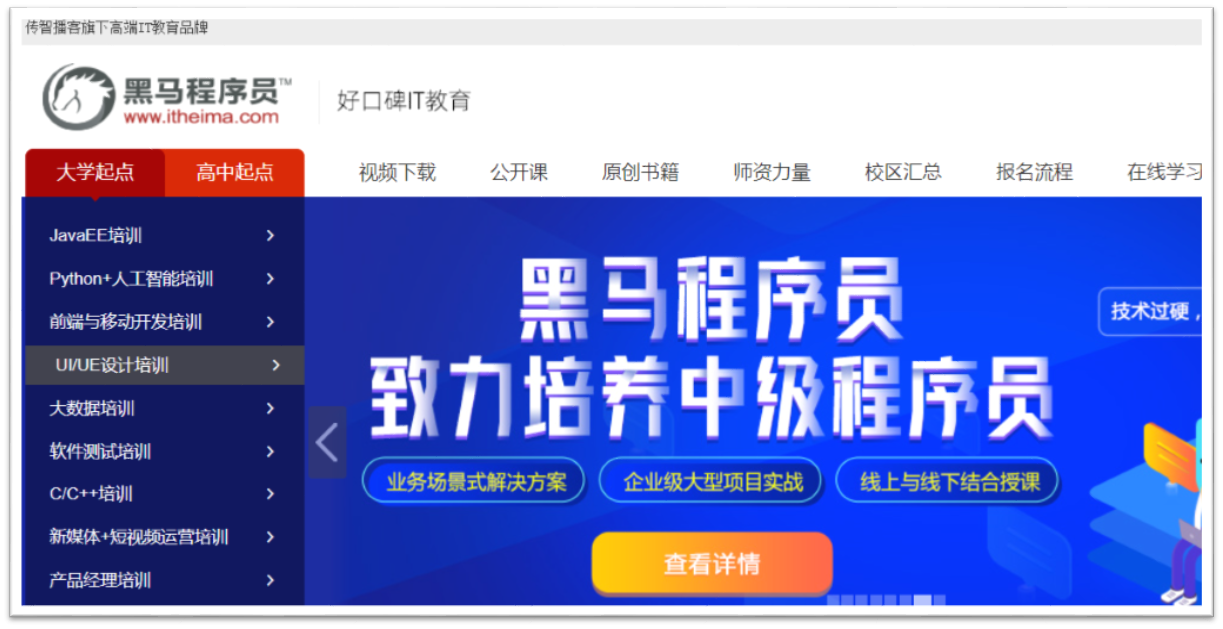 传智播客旗下高端IT教育品牌
黑马程序员™
www.itheima.com
好口碑IT教育
大学起点 高中起点 视频下载 公开课 原创书籍 师资力量 校区汇总 报名流程 在线学习
JavaEE培训
Python+人工智能培训
前端与移动开发培训
UI/UE设计培训
大数据培训
软件测试培训
C/C++培训
新媒体+短视频运营培训
产品经理培训
黑马程序员
致力培养中级程序员
技术过硬，
业务场景式解决方案 企业级大型项目实战 线上与线下结合授课
查看详情